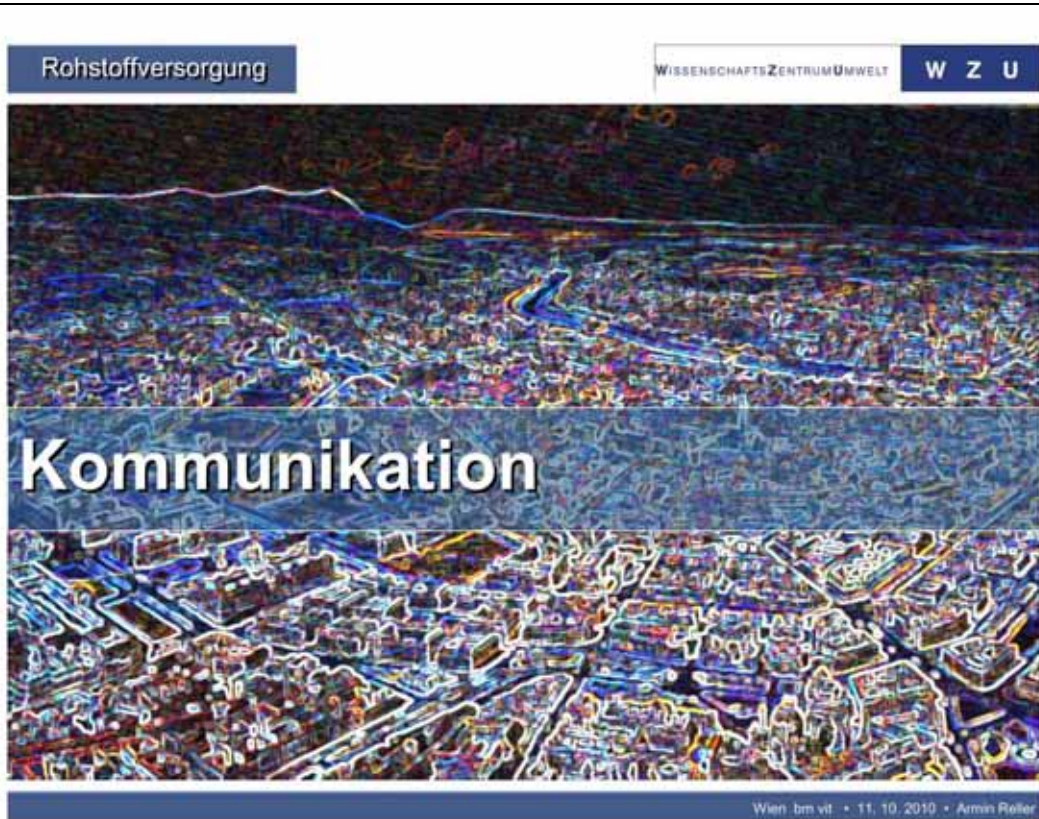 Rohstoffversorgung
WISSENSCHAFTSZENTRUMUMWELT
W Z U
Kommunikation
Wien bm vit • 11. 10. 2010 • Armin Reller